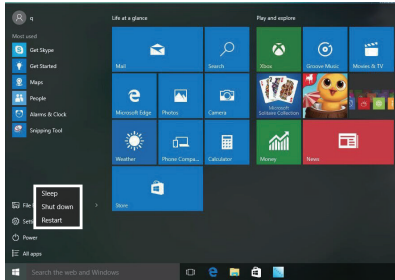 q
Most used
Get Skype
Get Started
Maps
People
Alarms & Clock
Snipping Tool
File
Sleep
Shut down
Restart
Power
All apps
Life at a glance
Mail
Search
Microsoft Edge
Photos
Camera
Weather
Phone Compa...
Calculator
Store
Play and explore
Xbox
Groove Music
Movies & TV
Microsoft
Solitaire Collection
Money
News
Search the web and Windows